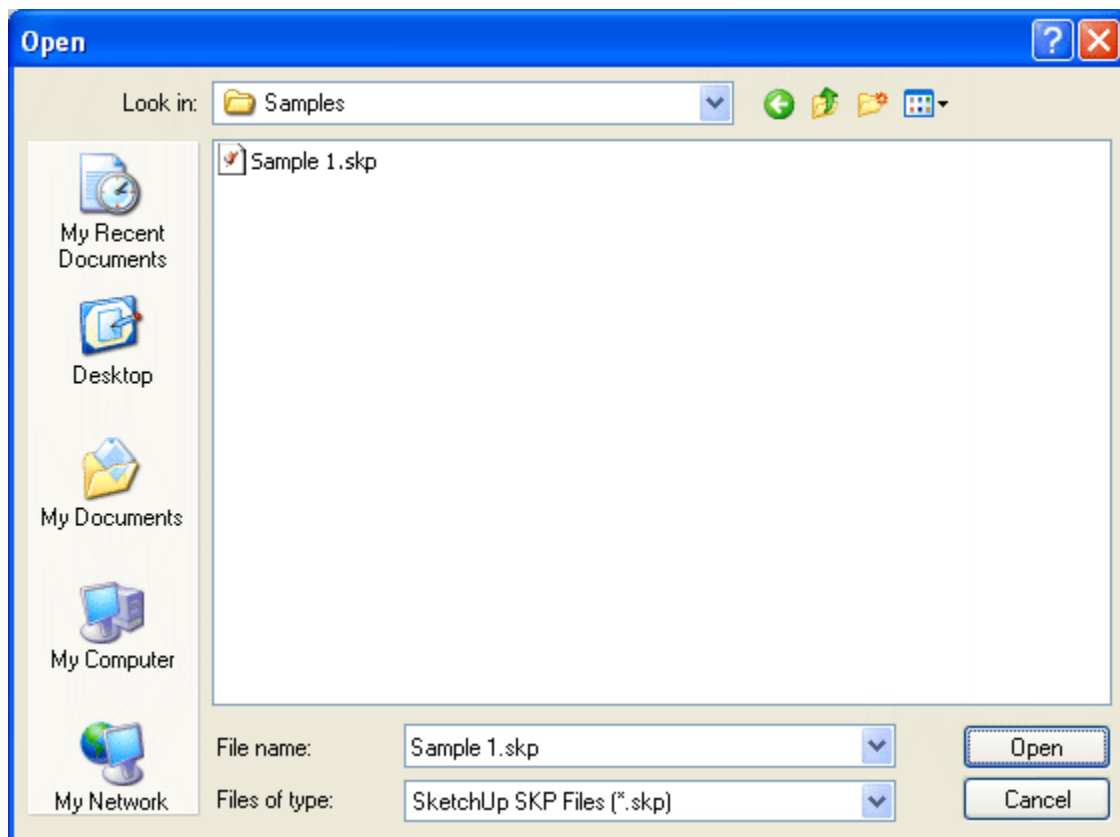 Open
Look in:
Samples
Sample 1.skp
My Recent
Documents
Desktop
My Documents
My Computer
My Network
File name:
Sample 1.skp
Open
Files of type:
SketchUp SKP Files (*.skp)
Cancel